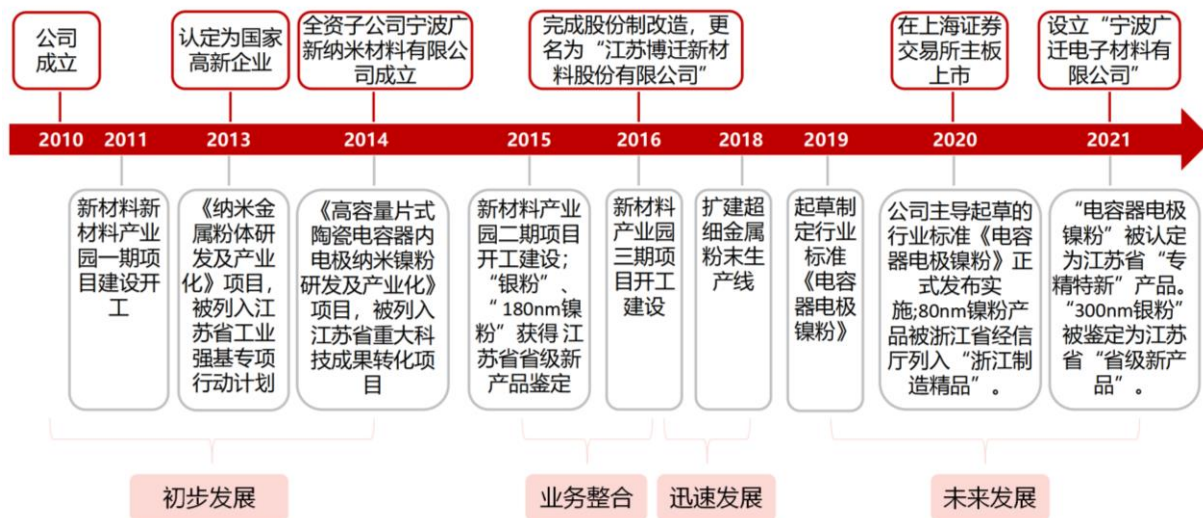 公司
成立
认定为国家
高新企业
全资子公司宁波广
新纳米材料有限公
司成立
完成股份制改造，更
名为“江苏博迁新材
料股份有限公司”
在上海证券
交易所主板
上市
设立“宁波广
迁电子材料有
限公司”
2010 2011 2013 2014 2015 2016 2018 2019 2020 2021
新材料新
材料产业
园一期项
目建设开
工
《纳米金
属粉体研
发及产业
化》项目，
被列入江
苏省工业
强基专项
行动计划
《高容量片式
陶瓷电容器内
电极纳米镍粉
研发及产业化》
项目，被列入
江苏省重大科
技成果转化项
目
新材料产业
园二期项目
开工建设；
“银粉”、
“180nm镍
粉”获得江
苏省省级新
产品鉴定
新材料
产业园
三期项
目开工
建设
扩建超
细金属
粉末生
产线
起草制
定行业
标准
《电容
器电极
镍粉》
公司主导起草的
行业标准《电容
器电极镍粉》正
式发布实
施;80nm镍粉产
品被浙江省经信
厅列入“浙江制
造精品”。
“电容器电极
镍粉”被认定
为江苏省“专
精特新”产品。
“300nm银粉”
被鉴定为江苏
省“省级新产
品”。
初步发展
业务整合
迅速发展
未来发展